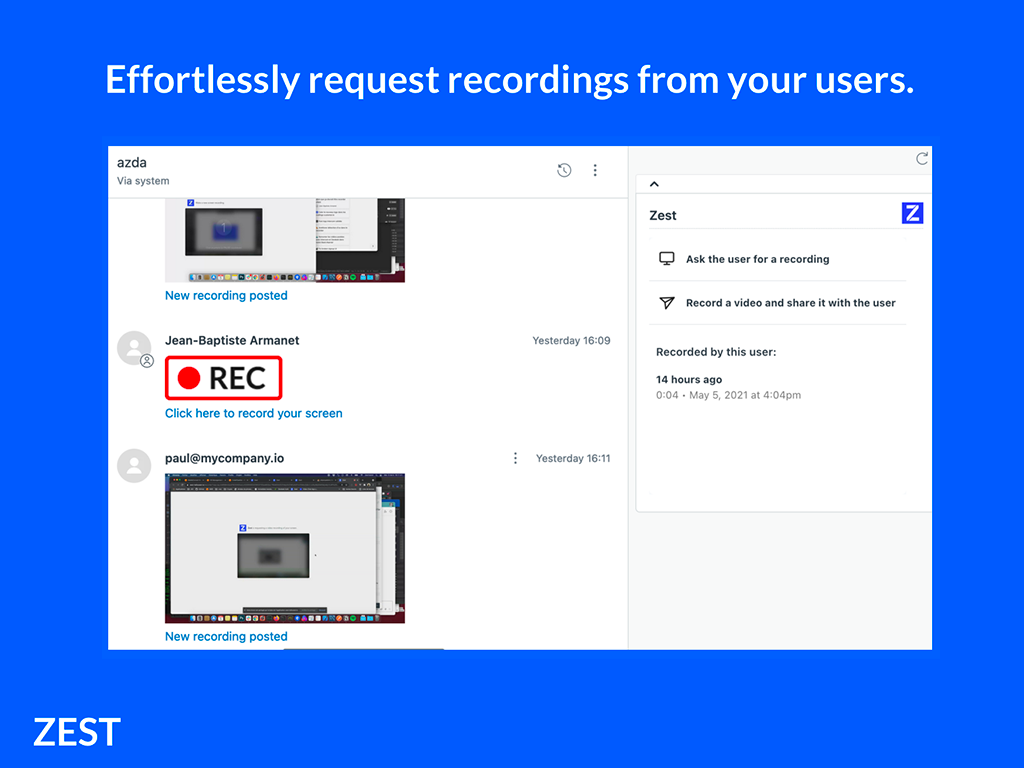 Effortlessly request recordings from your users.
azda
Via system
New recording posted
Jean-Baptiste Armanet
Yesterday 16:09
REC
Click here to record your screen
paul@mycompany.io
Yesterday 16:11
Z
New recording posted
Zest
Z
Ask the user for a recording
Record a video and share it with the user
Recorded by this user:
14 hours ago
0:04 • May 5, 2021 at 4:04pm
ZEST